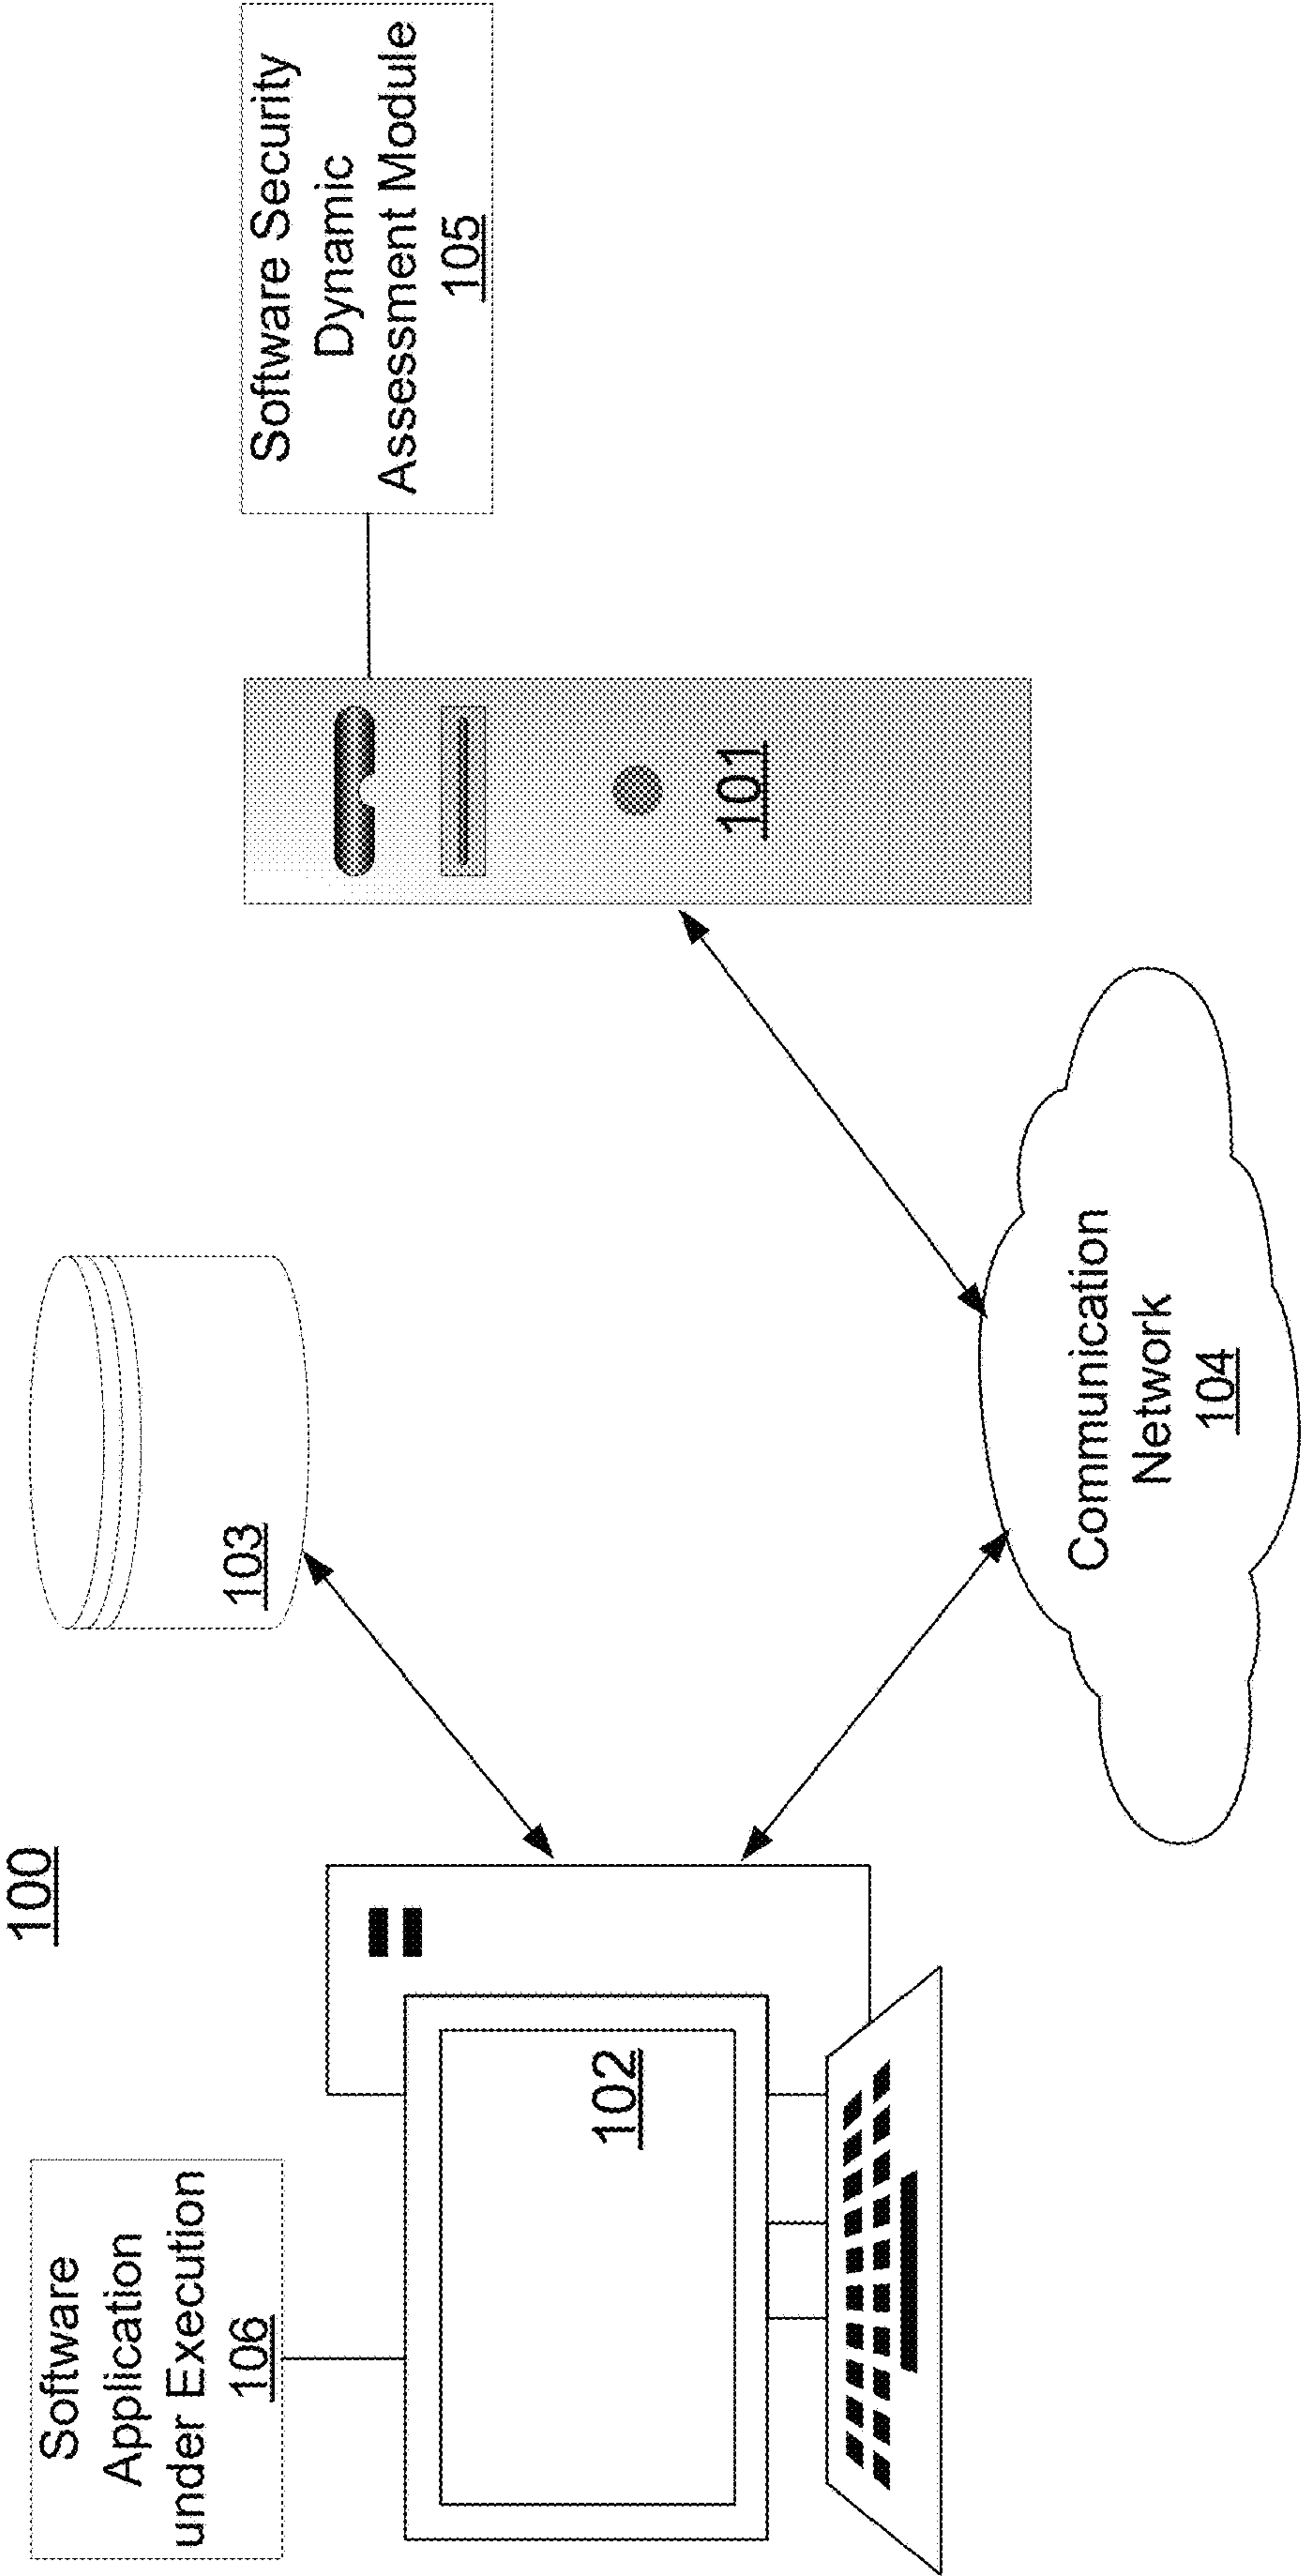 100
Software
Application
under Execution
106
102
103
Communication
Network
104
101
Software Security
Dynamic
Assessment Module
105